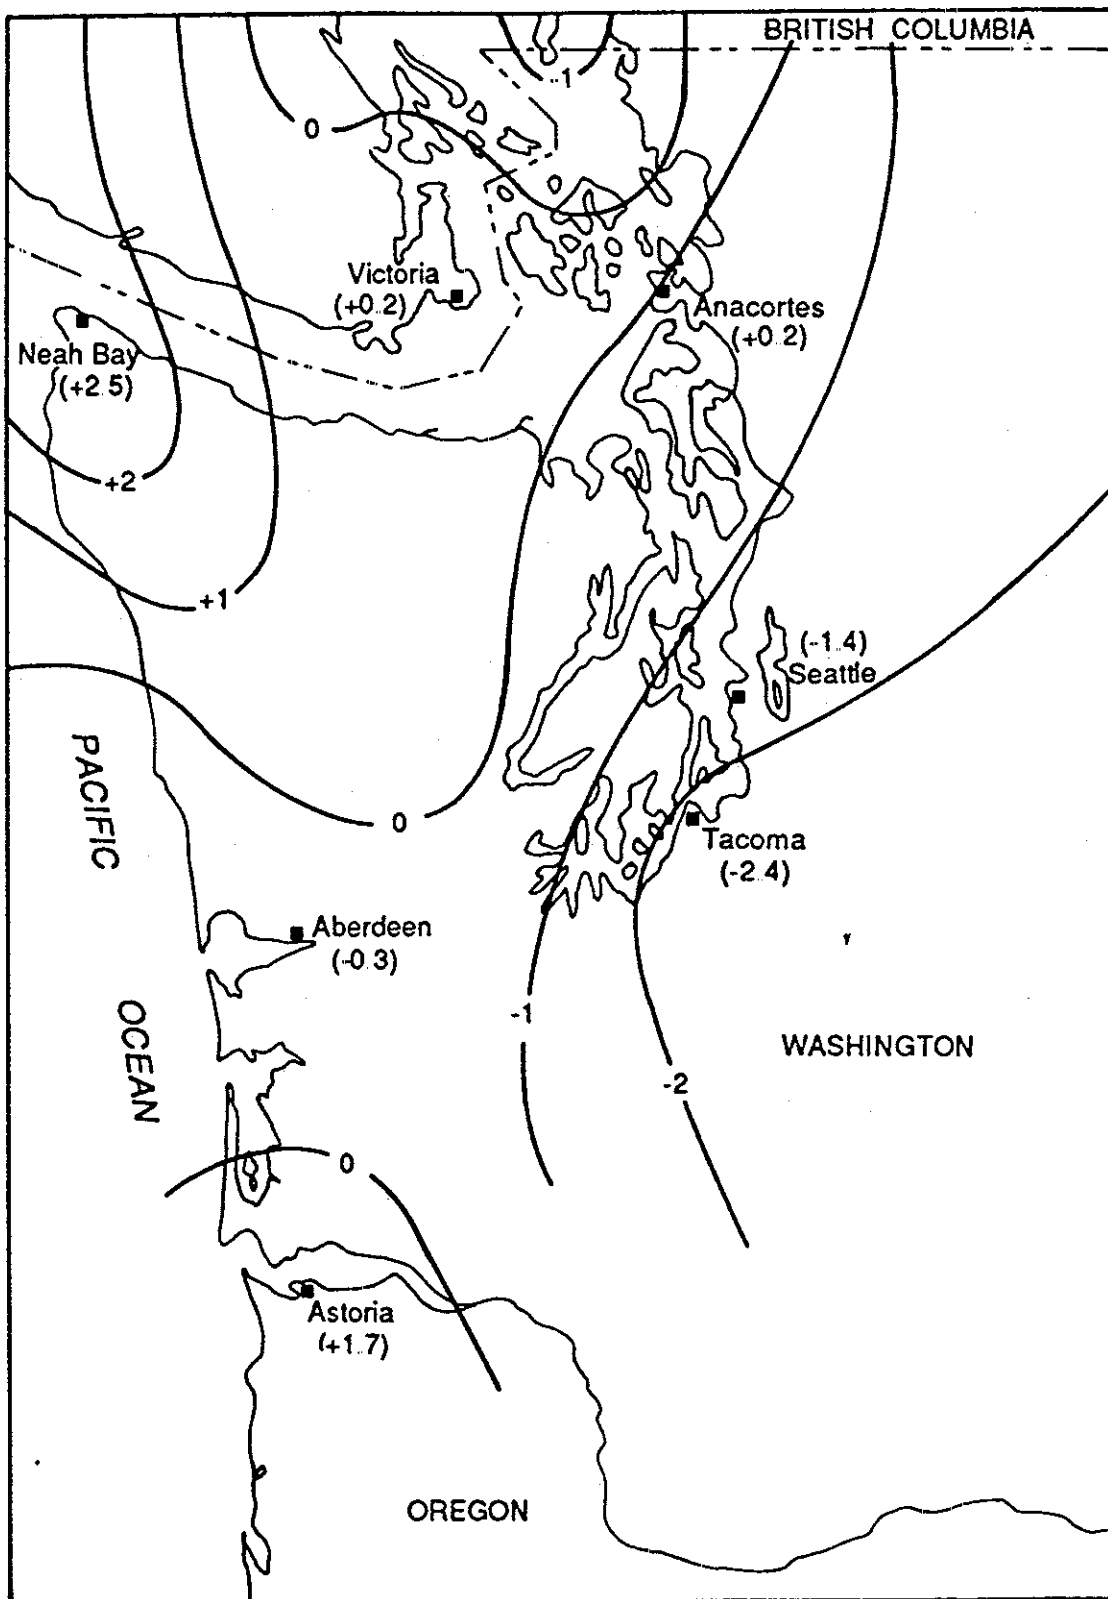 BRITISH COLUMBIA
-1
0
Victoria
(+0.2)
Anacortes
(+0.2)
Neah Bay
(+2.5)
+2
+1
(-1.4)
Seattle
PACIFIC
OCEAN
0
Tacoma
(-2.4)
Aberdeen
(-0.3)
-1
WASHINGTON
-2
0
Astoria
(+1.7)
OREGON